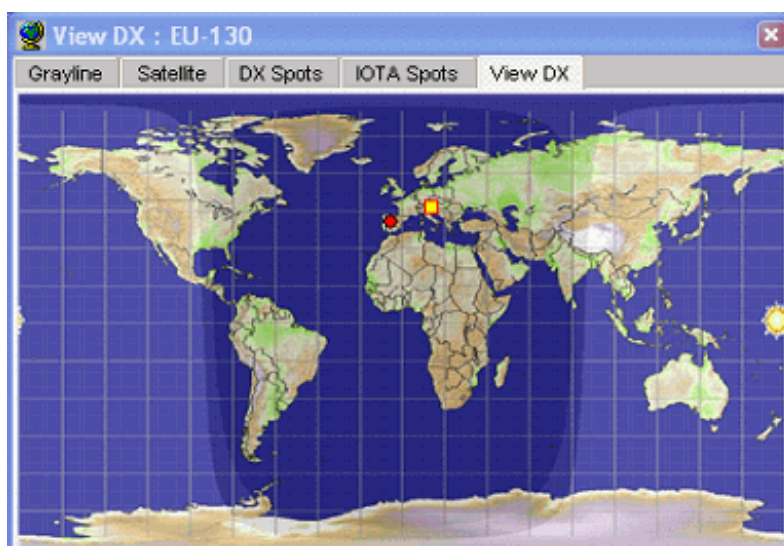 View DX : EU-130
Grayline Satellite DX Spots IOTA Spots View DX